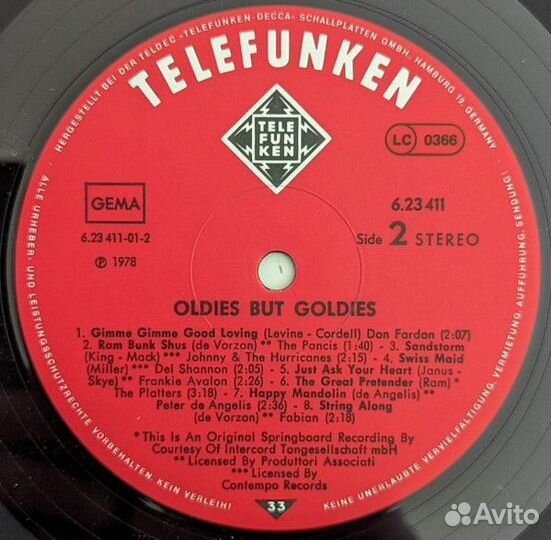 HERGESTELLT BEI DER TELDEC »TELEFUNKEN-DECCA« SCHALLPLATTEN GMBH, HAMBURG 19, GERMANY
TELEFUNKEN
TELE
FUN
KEN
LC 0366
GEMA
6.23 411
6.23 411-01-2
Side 2 STEREO
℗ 1978
OLDIES BUT GOLDIES
1. Gimme Gimme Good Loving (Levine - Cordell) Don Fardon (2:07)
2. Ram Bunk Shus (de Vorzon) ** The Pancis (1:40) - 3. Sandstorm
(King - Mack) *** Johnny & The Hurricanes (2:15) - 4. Swiss Maid
(Miller) *** Del Shannon (2:05) - 5. Just Ask Your Heart (Janus -
Skye) ** Frankie Avalon (2:26) - 6. The Great Pretender (Ram) *
The Platters (3:18) - 7. Happy Mandolin (de Angelis) **
Peter de Angelis (2:36) - 8. String Along
(de Vorzon) ** Fabian (2:18)
* This Is An Original Springboard Recording By
Courtesy Of Intercord Tongesellschaft mbH
** Licensed By Produttori Associati
*** Licensed By
Contempo Records
33
ALLE URHEBER- UND LEISTUNGSSCHUTZRECHTE VORBEHALTEN. KEIN VERLEIH!
KEINE UNERLAUBTE VERVIELFÄLTIGUNG, VERMIETUNG, AUFFÜHRUNG, SENDUNG!
Avito